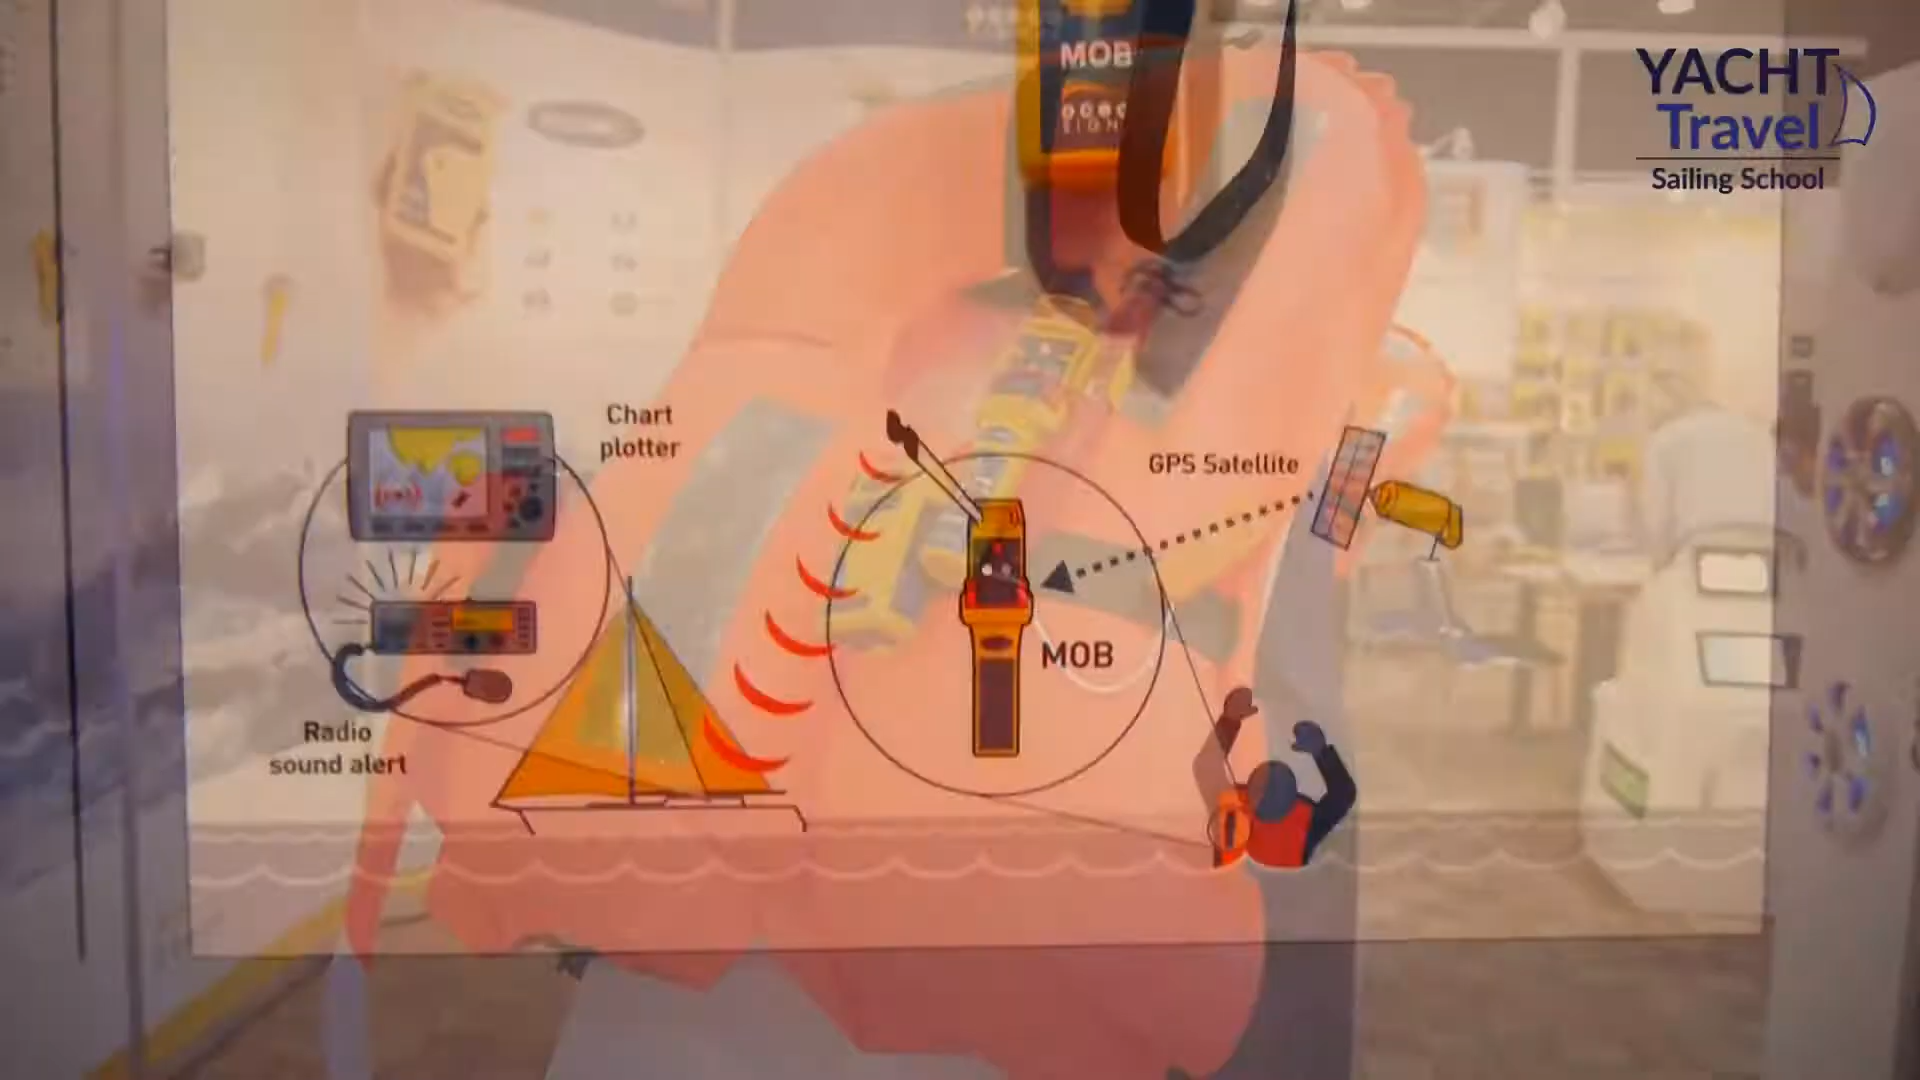 MOB
YACHT
Travel
Sailing School
Chart
plotter
GPS Satellite
MOB
Radio
sound alert